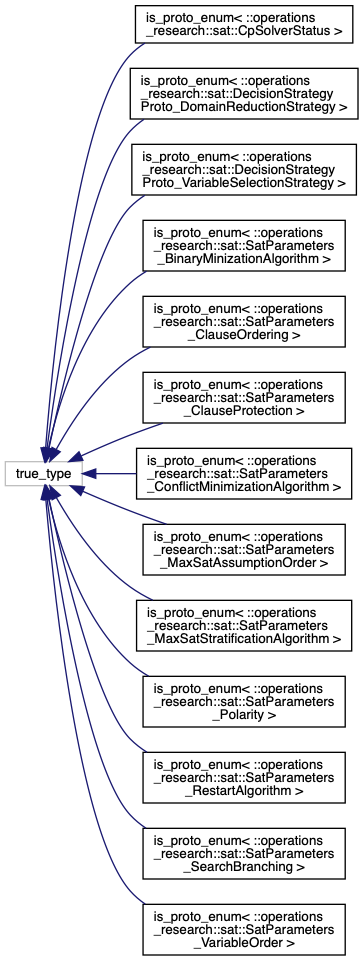 is_proto_enum< ::operations
_research::sat::CpSolverStatus >
is_proto_enum< ::operations
_research::sat::DecisionStrategy
Proto_DomainReductionStrategy >
is_proto_enum< ::operations
_research::sat::DecisionStrategy
Proto_VariableSelectionStrategy >
is_proto_enum< ::operations
_research::sat::SatParameters
_BinaryMinizationAlgorithm >
is_proto_enum< ::operations
_research::sat::SatParameters
_ClauseOrdering >
is_proto_enum< ::operations
_research::sat::SatParameters
_ClauseProtection >
true_type
is_proto_enum< ::operations
_research::sat::SatParameters
_ConflictMinimizationAlgorithm >
is_proto_enum< ::operations
_research::sat::SatParameters
_MaxSatAssumptionOrder >
is_proto_enum< ::operations
_research::sat::SatParameters
_MaxSatStratificationAlgorithm >
is_proto_enum< ::operations
_research::sat::SatParameters
_Polarity >
is_proto_enum< ::operations
_research::sat::SatParameters
_RestartAlgorithm >
is_proto_enum< ::operations
_research::sat::SatParameters
_SearchBranching >
is_proto_enum< ::operations
_research::sat::SatParameters
_VariableOrder >